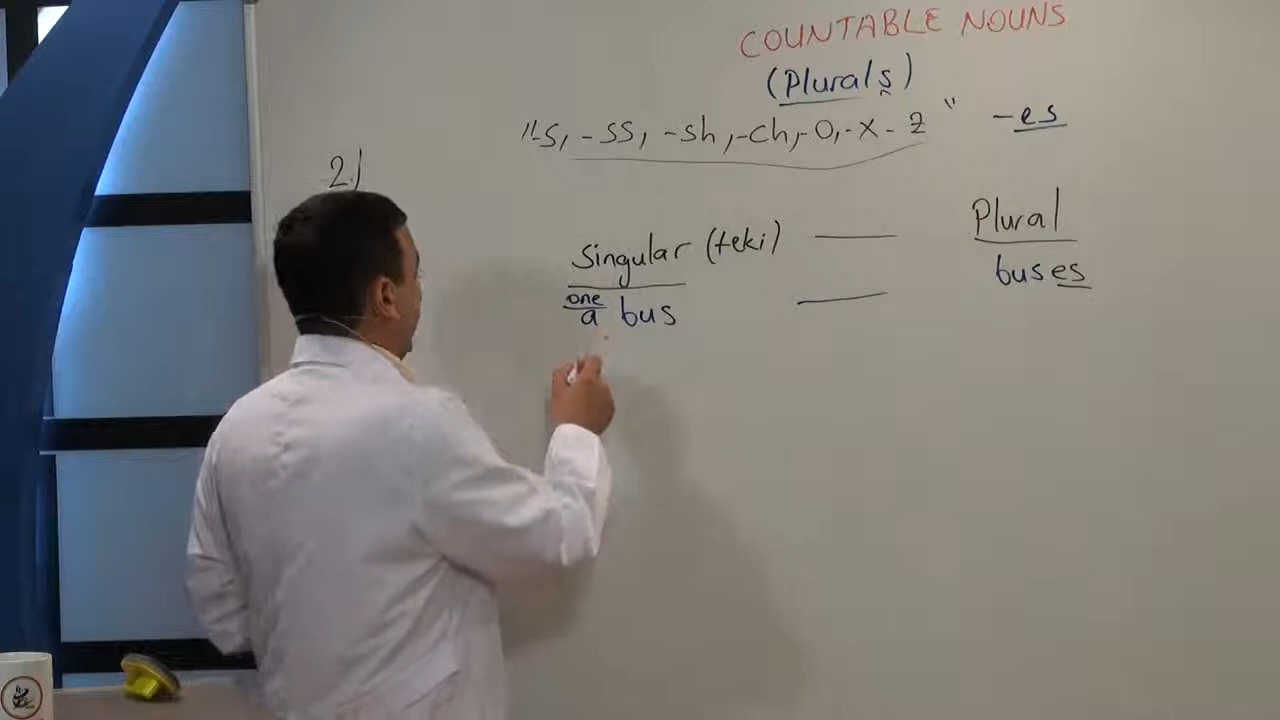 COUNTABLE NOUNS
(Plurals)
"-s, -ss, -sh, -ch, -o, -x - z" -es
2)
Singular (teki) —— Plural
one
a bus —— buses